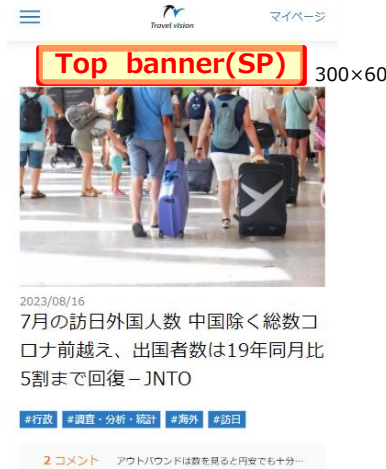 Travel vision
マイページ
Top banner(SP)
300×60
2023/08/16
7月の訪日外国人数 中国除く総数コ
ロナ前越え、出国者数は19年同月比
5割まで回復－JNTO
#行政 #調査・分析・統計 #海外 #訪日
2 コメント アウトバウンドは数を見ると円安でも十分…